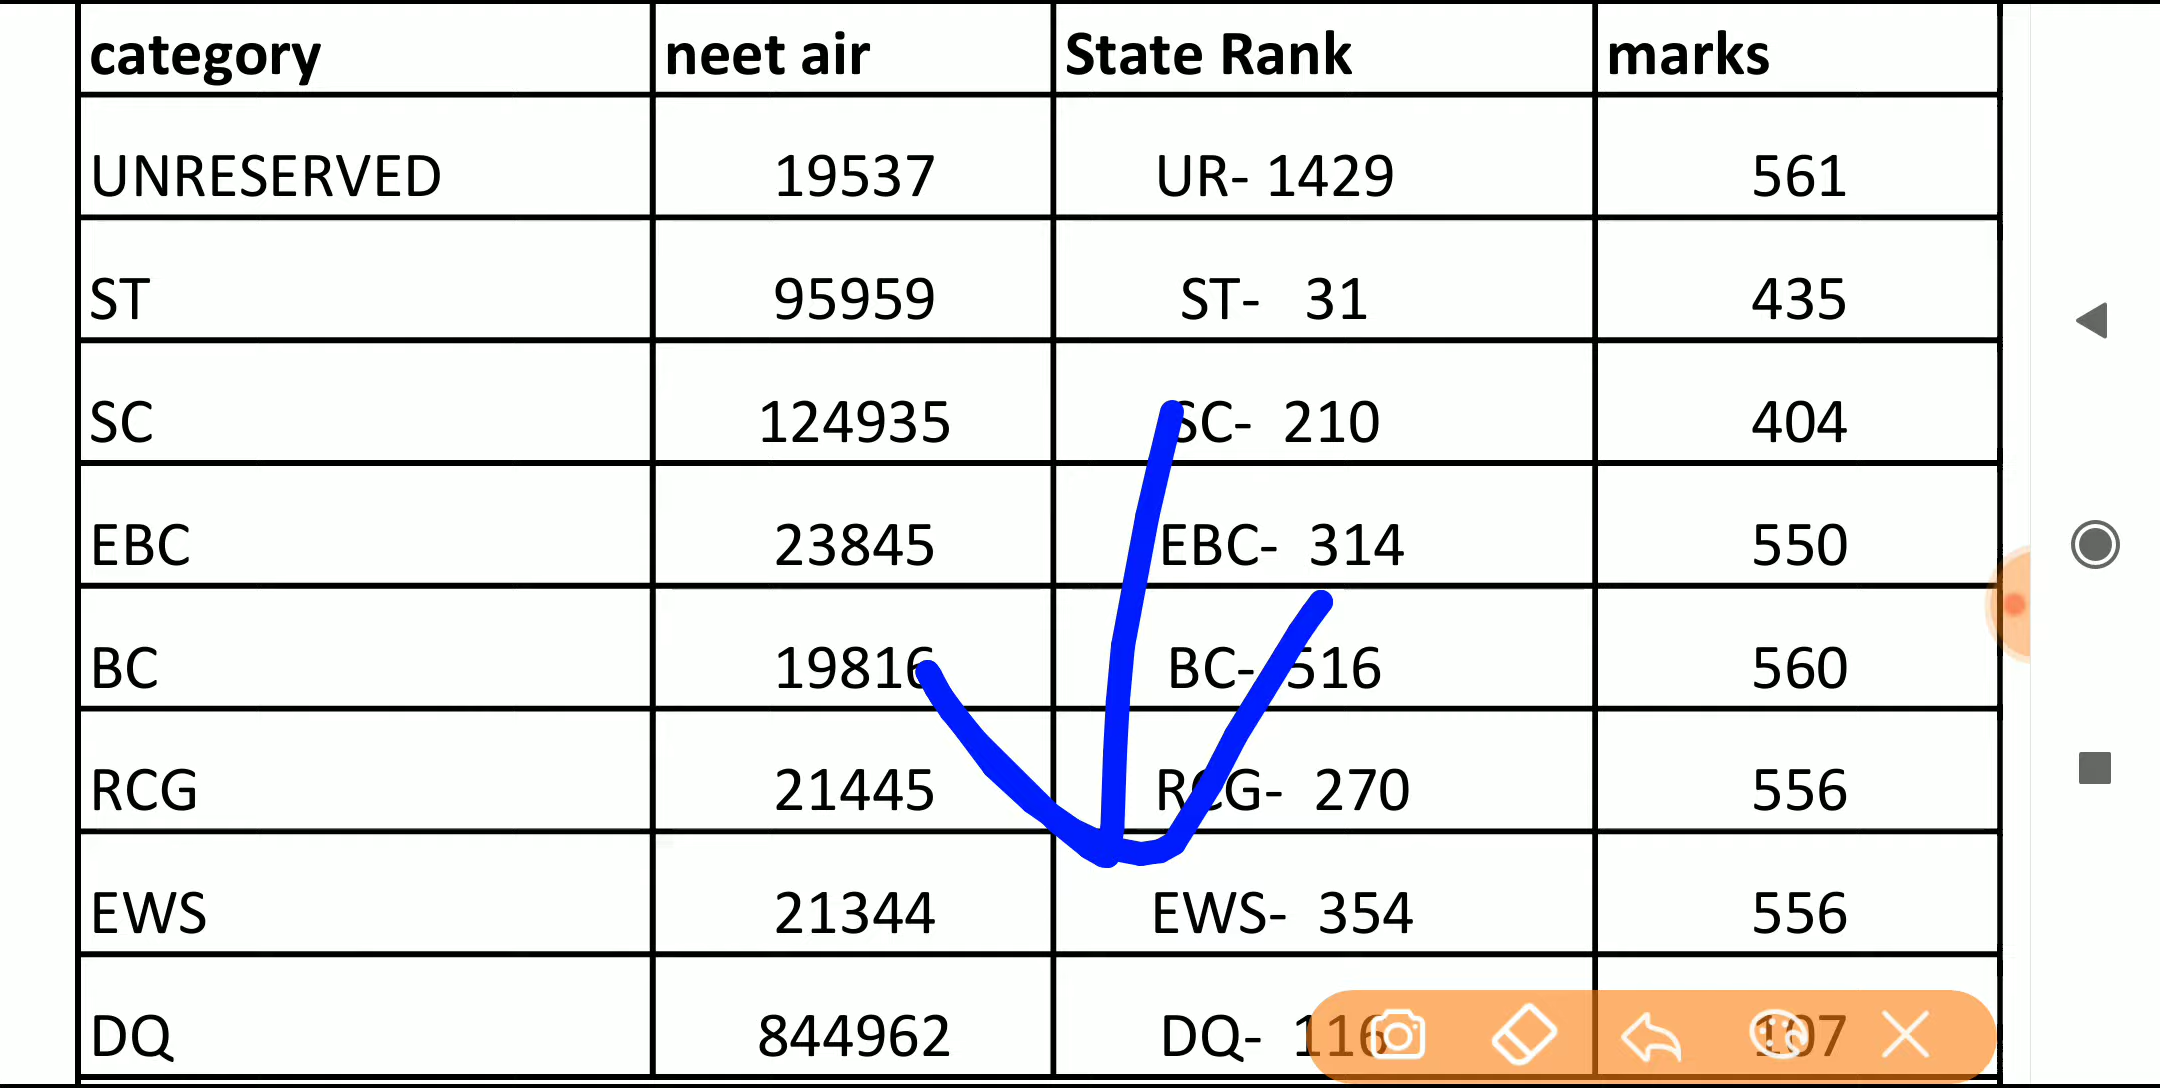 category neet air State Rank marks
UNRESERVED 19537 UR- 1429 561
ST 95959 ST- 31 435
SC 124935 SC- 210 404
EBC 23845 EBC- 314 550
BC 19816 BC- 516 560
RCG 21445 RCG- 270 556
EWS 21344 EWS- 354 556
DQ 844962 DQ- 116 107